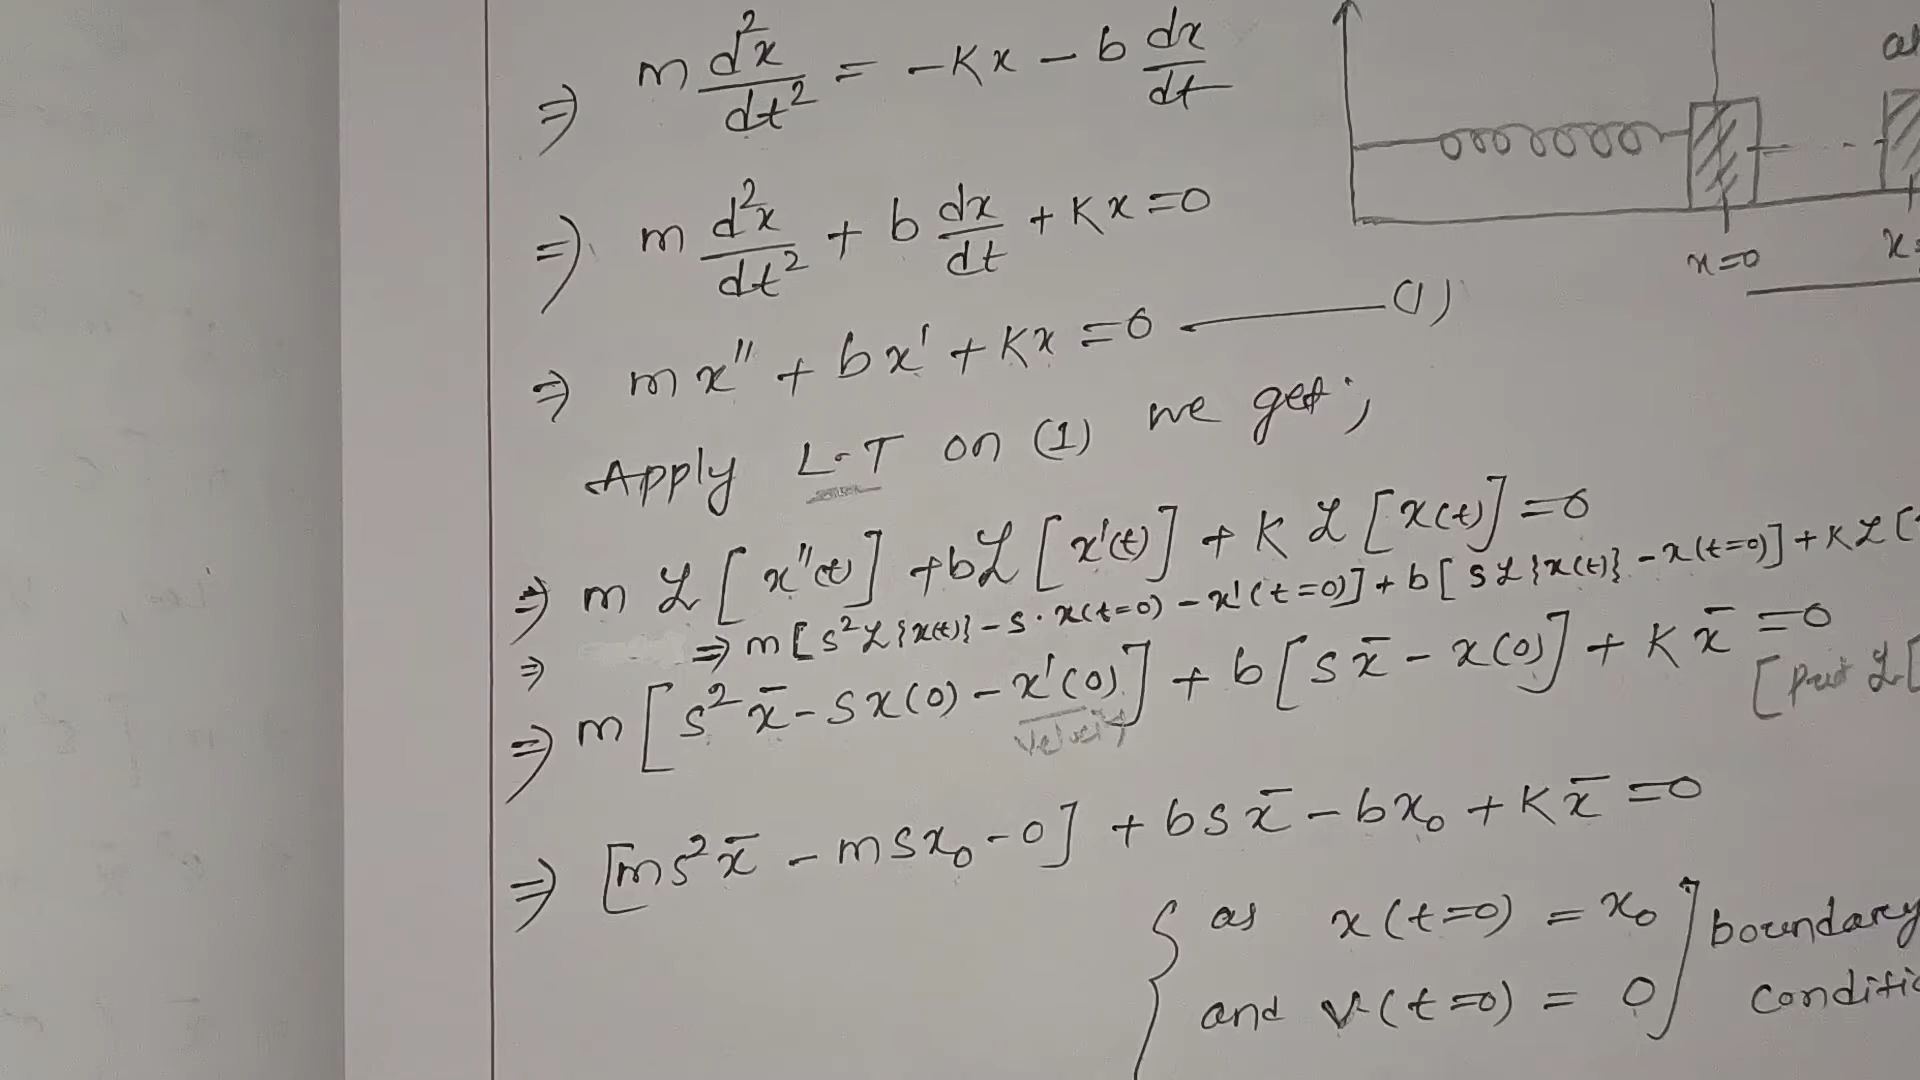 ⇒ m d²x/dt² = -Kx - b dx/dt
⇒ m d²x/dt² + b dx/dt + Kx = 0
x=0
⇒ mx'' + bx' + Kx = 0 ——— (1)
Apply L-T on (1) we get;
⇒ m ℒ[x''(t)] + bℒ[x'(t)] + K ℒ[x(t)] = 0
⇒ ⇒ m[s²ℒ{x(t)} - s·x(t=0) - x'(t=0)] + b[sℒ{x(t)} - x(t=0)] + Kℒ[
⇒ m[s²x̄ - sx(0) - x'(0)] + b[sx̄ - x(0)] + Kx̄ = 0
velocity
[Put ℒ[
⇒ [ms²x̄ - msx₀ - 0] + bsx̄ - bx₀ + Kx̄ = 0
{ as x(t=0) = x₀ ] boundary
and v(t=0) = 0 ]